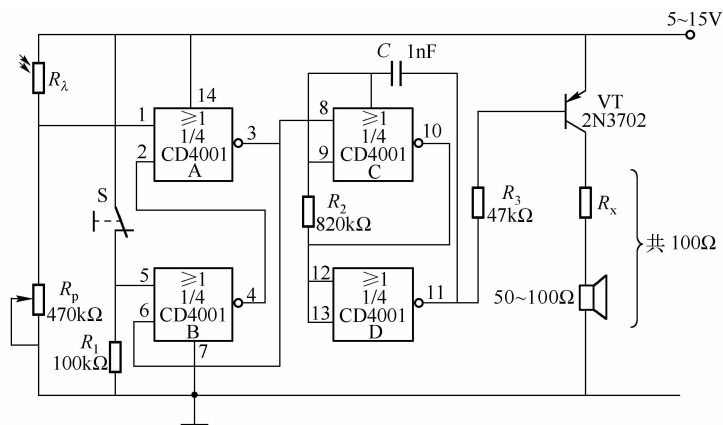 5~15V
C 1nF
Rλ
14
1
≥1
1/4
CD4001
A
3
2
8
≥1
1/4
CD4001
C
10
9
VT
2N3702
S
R2
820kΩ
R3
47kΩ
Rx
共 100Ω
Rp
470kΩ
5
≥1
1/4
CD4001
B
4
6
7
12
≥1
1/4
CD4001
D
11
13
50~100Ω
R1
100kΩ